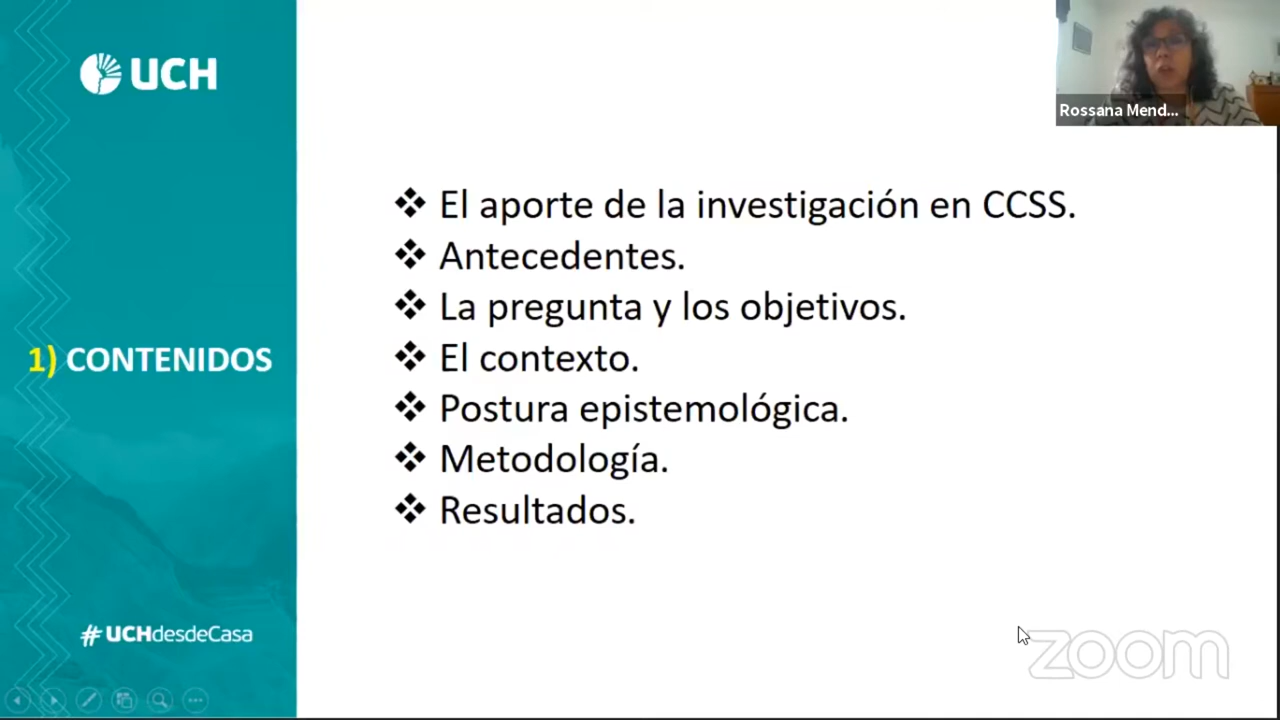 UCH
Rossana Mend...
❖ El aporte de la investigación en CCSS.
❖ Antecedentes.
❖ La pregunta y los objetivos.
❖ El contexto.
❖ Postura epistemológica.
❖ Metodología.
❖ Resultados.
1) CONTENIDOS
#UCHdesdeCasa
zoom